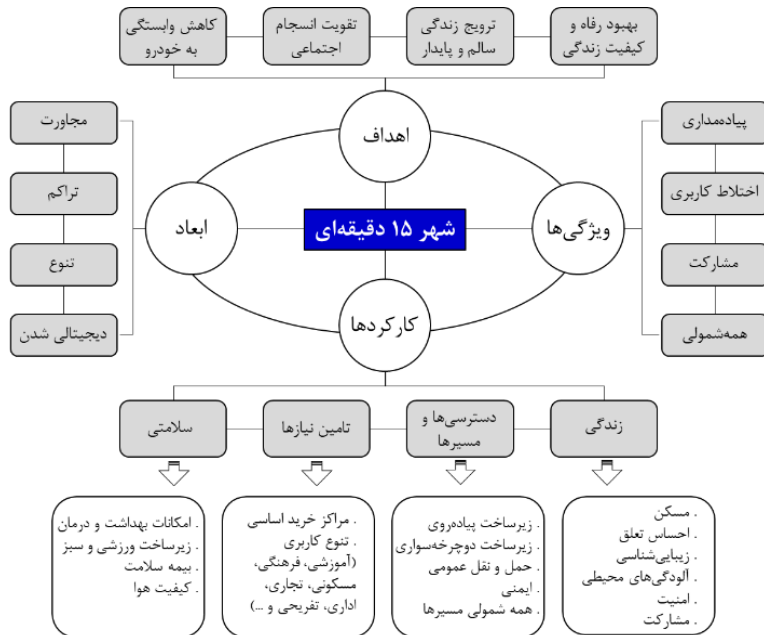 بهبود رفاه و
کیفیت زندگی
ترویج زندگی
سالم و پایدار
تقویت انسجام
اجتماعی
کاهش وابستگی
به خودرو
اهداف
پیاده‌مداری
اختلاط کاربری
مشارکت
همه‌شمولی
ویژگی‌ها
شهر ۱۵ دقیقه‌ای
ابعاد
مجاورت
تراکم
تنوع
دیجیتالی شدن
کارکردها
زندگی
دسترسی‌ها و
مسیرها
تامین نیازها
سلامتی
. مسکن
. احساس تعلق
. زیبایی‌شناسی
. آلودگی‌های محیطی
. امنیت
. مشارکت
. زیرساخت پیاده‌روی
. زیرساخت دوچرخه‌سواری
. حمل و نقل عمومی
. ایمنی
. همه شمولی مسیرها
. مراکز خرید اساسی
. تنوع کاربری
(آموزشی، فرهنگی،
مسکونی، تجاری،
اداری، تفریحی و ...)
. امکانات بهداشت و درمان
. زیرساخت ورزشی و سبز
. بیمه سلامت
. کیفیت هوا